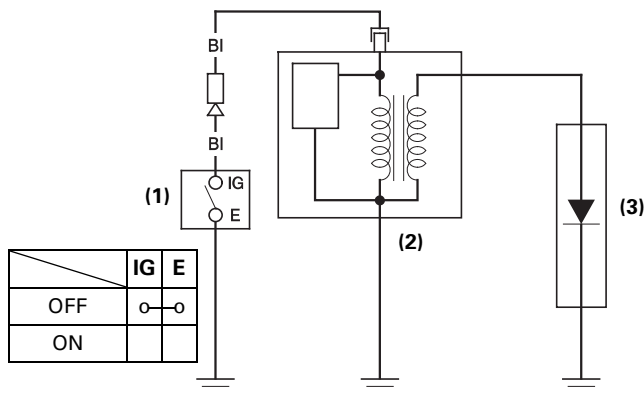 Bl
Bl
IG
(1)
E
(2)
(3)
IG E
OFF o o
ON